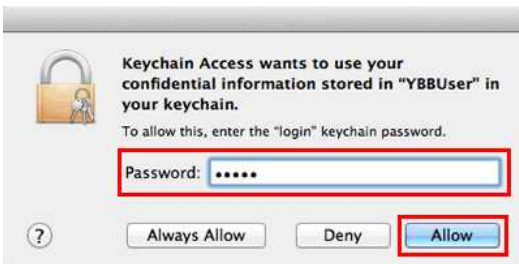 Keychain Access wants to use your
confidential information stored in “YBBUser” in
your keychain.
To allow this, enter the “login” keychain password.
Password: •••••
? Always Allow Deny Allow